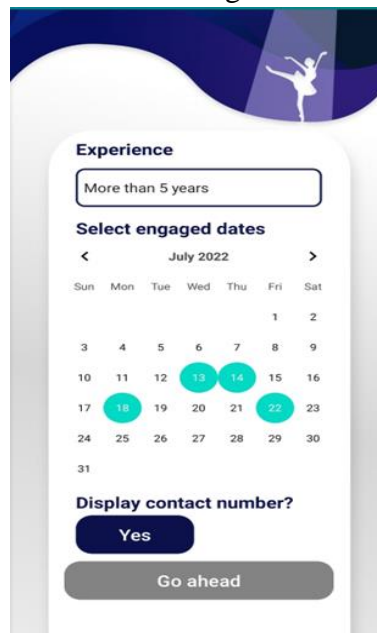 Experience
More than 5 years
Select engaged dates
< July 2022 >
Sun Mon Tue Wed Thu Fri Sat
1 2
3 4 5 6 7 8 9
10 11 12 13 14 15 16
17 18 19 20 21 22 23
24 25 26 27 28 29 30
31
Display contact number?
Yes
Go ahead